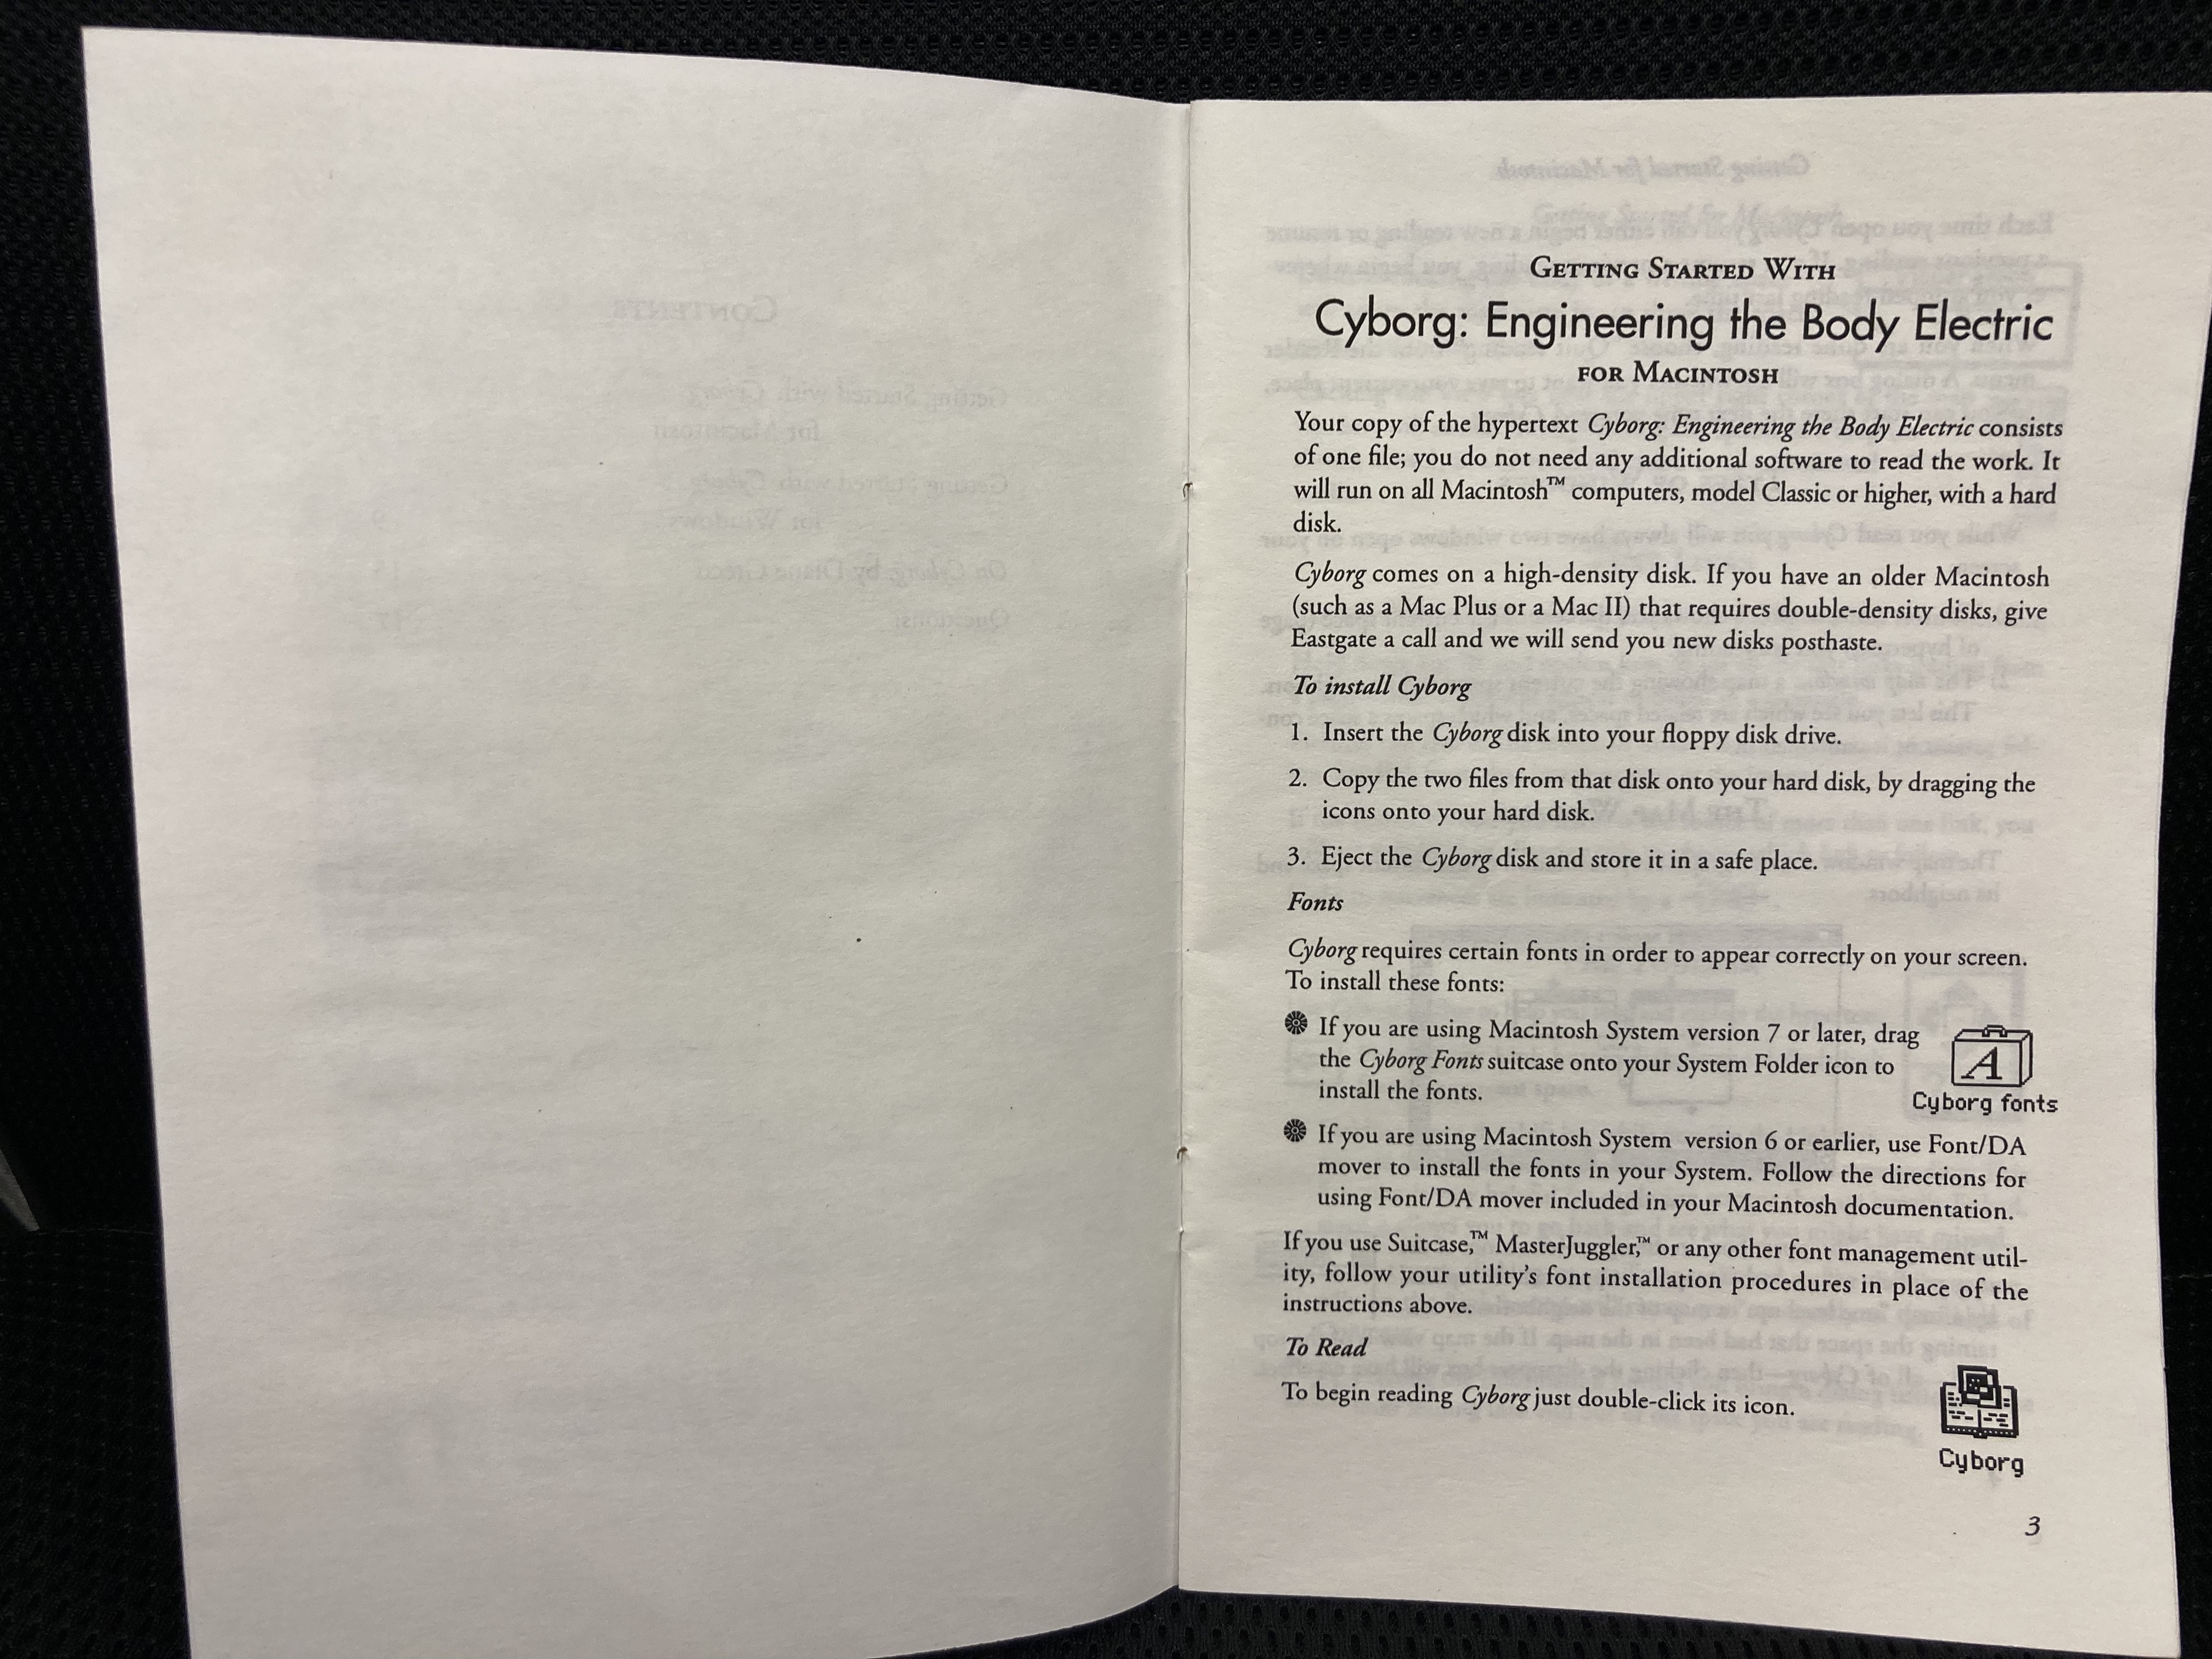 GETTING STARTED WITH
Cyborg: Engineering the Body Electric
FOR MACINTOSH
Your copy of the hypertext Cyborg: Engineering the Body Electric consists
of one file; you do not need any additional software to read the work. It
will run on all Macintosh™ computers, model Classic or higher, with a hard
disk.
Cyborg comes on a high-density disk. If you have an older Macintosh
(such as a Mac Plus or a Mac II) that requires double-density disks, give
Eastgate a call and we will send you new disks posthaste.
To install Cyborg
1. Insert the Cyborg disk into your floppy disk drive.
2. Copy the two files from that disk onto your hard disk, by dragging the
icons onto your hard disk.
3. Eject the Cyborg disk and store it in a safe place.
Fonts
Cyborg requires certain fonts in order to appear correctly on your screen.
To install these fonts:
If you are using Macintosh System version 7 or later, drag
the Cyborg Fonts suitcase onto your System Folder icon to
install the fonts.
A
Cyborg fonts
If you are using Macintosh System version 6 or earlier, use Font/DA
mover to install the fonts in your System. Follow the directions for
using Font/DA mover included in your Macintosh documentation.
If you use Suitcase,™ MasterJuggler,™ or any other font management util-
ity, follow your utility's font installation procedures in place of the
instructions above.
To Read
To begin reading Cyborg just double-click its icon.
Cyborg
3